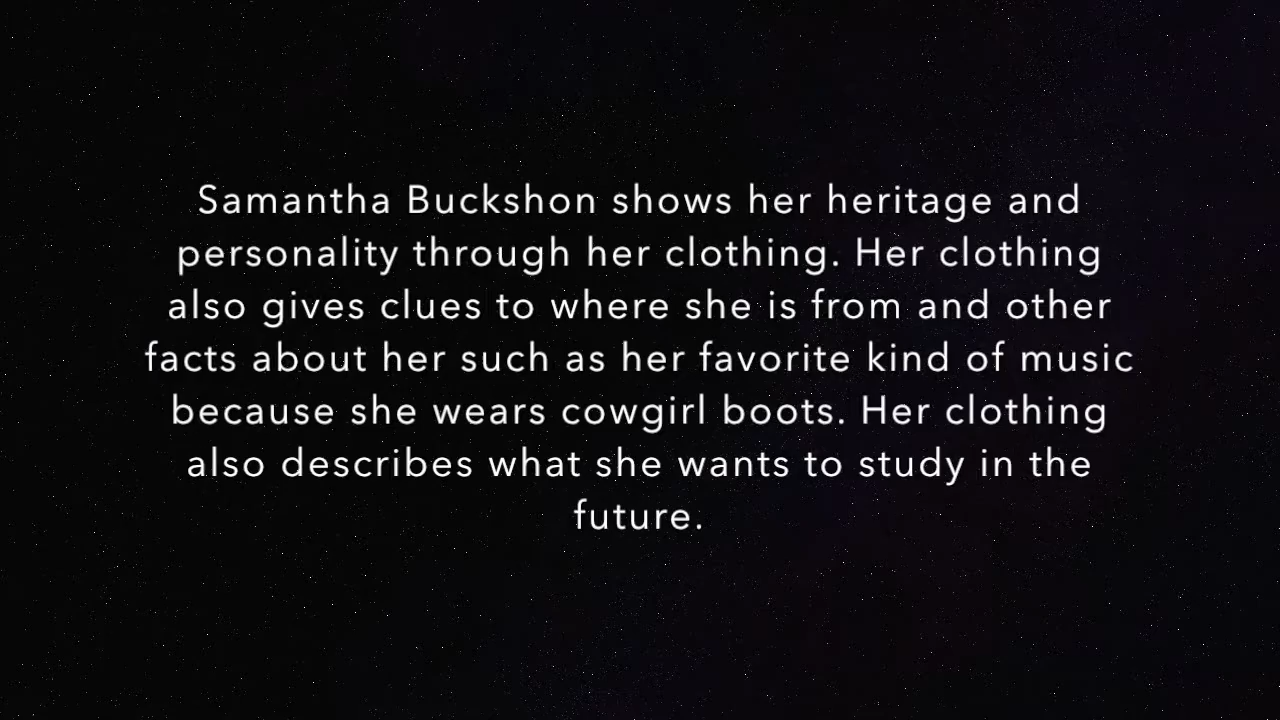 Samantha Buckshon shows her heritage and
personality through her clothing. Her clothing
also gives clues to where she is from and other
facts about her such as her favorite kind of music
because she wears cowgirl boots. Her clothing
also describes what she wants to study in the
future.